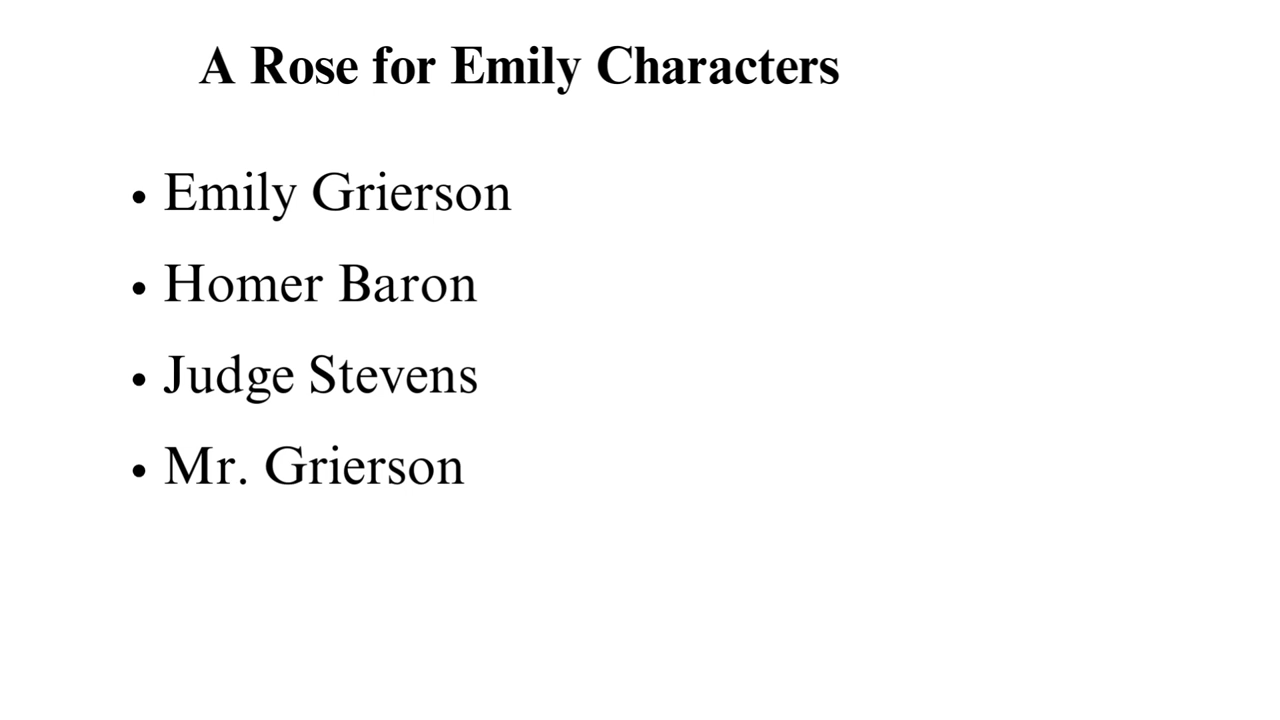 A Rose for Emily Characters
• Emily Grierson
• Homer Baron
• Judge Stevens
• Mr. Grierson